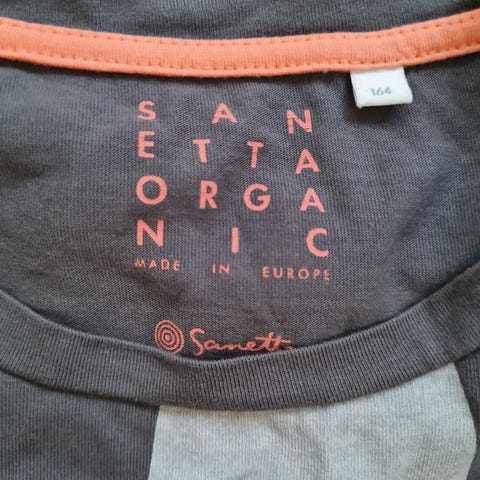 164
S A N
E T T A
O R G A
N I C
MADE IN EUROPE
Sanetta